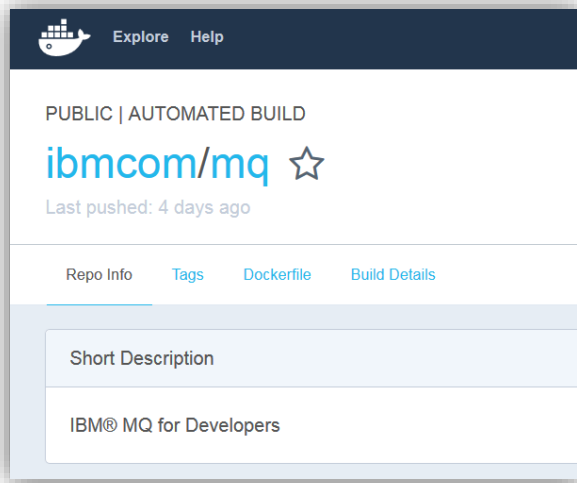 Explore Help
PUBLIC | AUTOMATED BUILD
ibmcom/mq
Last pushed: 4 days ago
Repo Info Tags Dockerfile Build Details
Short Description
IBM® MQ for Developers